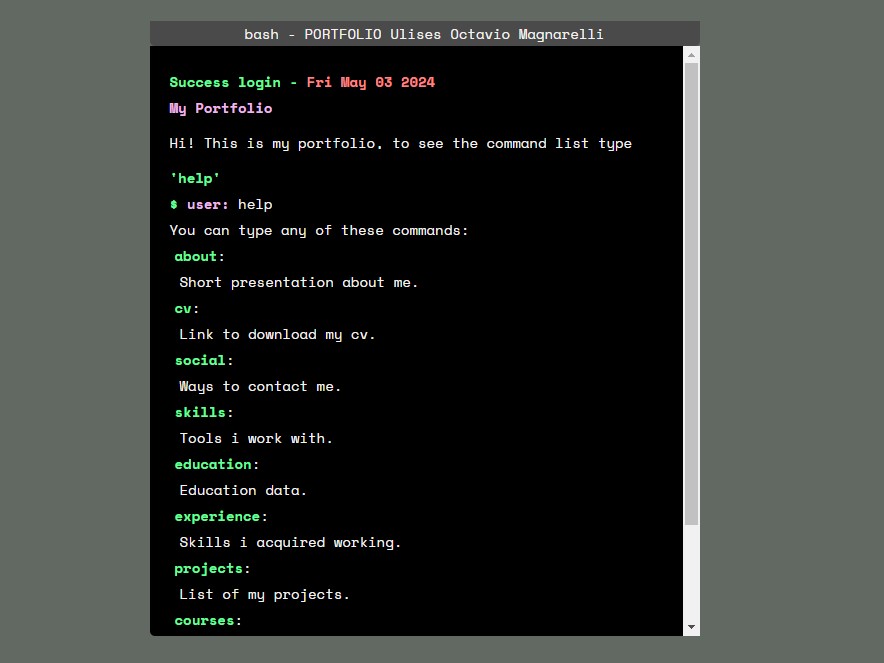 bash - PORTFOLIO Ulises Octavio Magnarelli
Success login - Fri May 03 2024
My Portfolio
Hi! This is my portfolio, to see the command list type
'help'
$ user: help
You can type any of these commands:
about:
Short presentation about me.
cv:
Link to download my cv.
social:
Ways to contact me.
skills:
Tools i work with.
education:
Education data.
experience:
Skills i acquired working.
projects:
List of my projects.
courses: